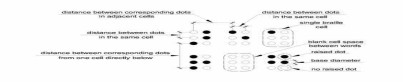 distance between corresponding dots
in adjacent cells
distance between dots
in the same cell
single braille
cell
distance between dots
in the same cell
blank cell space
between words
distance between corresponding dots
from one cell directly below
raised dot
base diameter
no raised dot